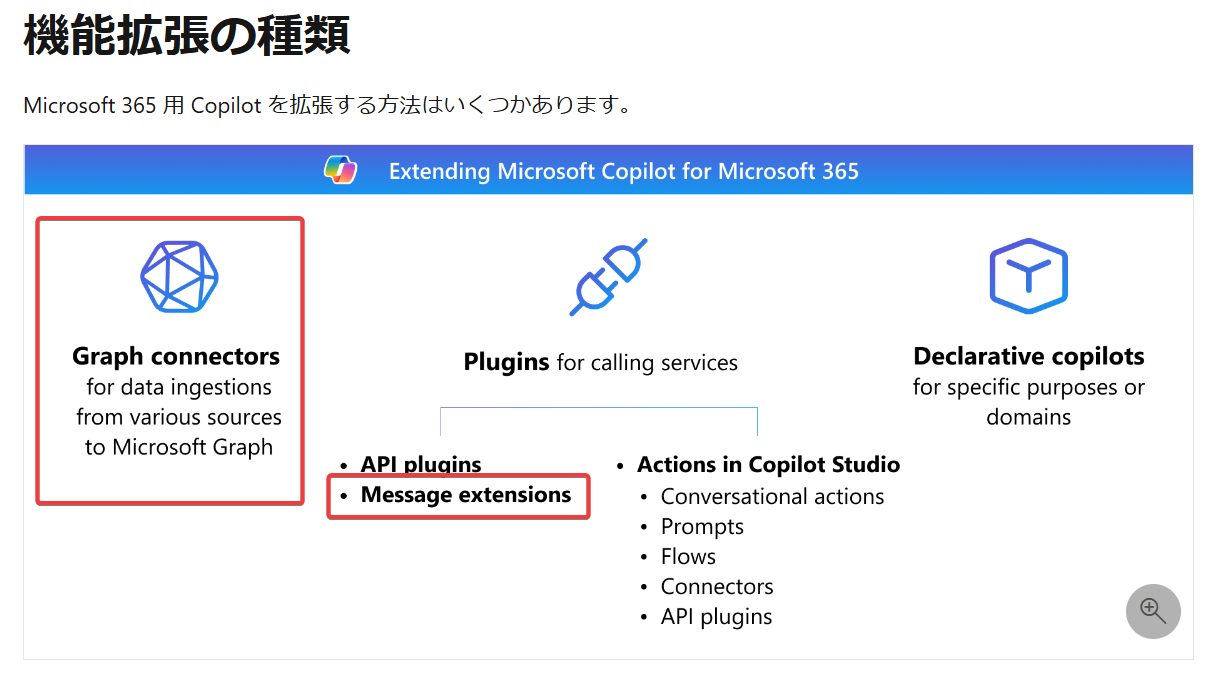 機能拡張の種類
Microsoft 365 用 Copilot を拡張する方法はいくつかあります。
Extending Microsoft Copilot for Microsoft 365
Graph connectors
for data ingestions
from various sources
to Microsoft Graph
Plugins for calling services
• API plugins
• Message extensions
• Actions in Copilot Studio
• Conversational actions
• Prompts
• Flows
• Connectors
• API plugins
Declarative copilots
for specific purposes or
domains